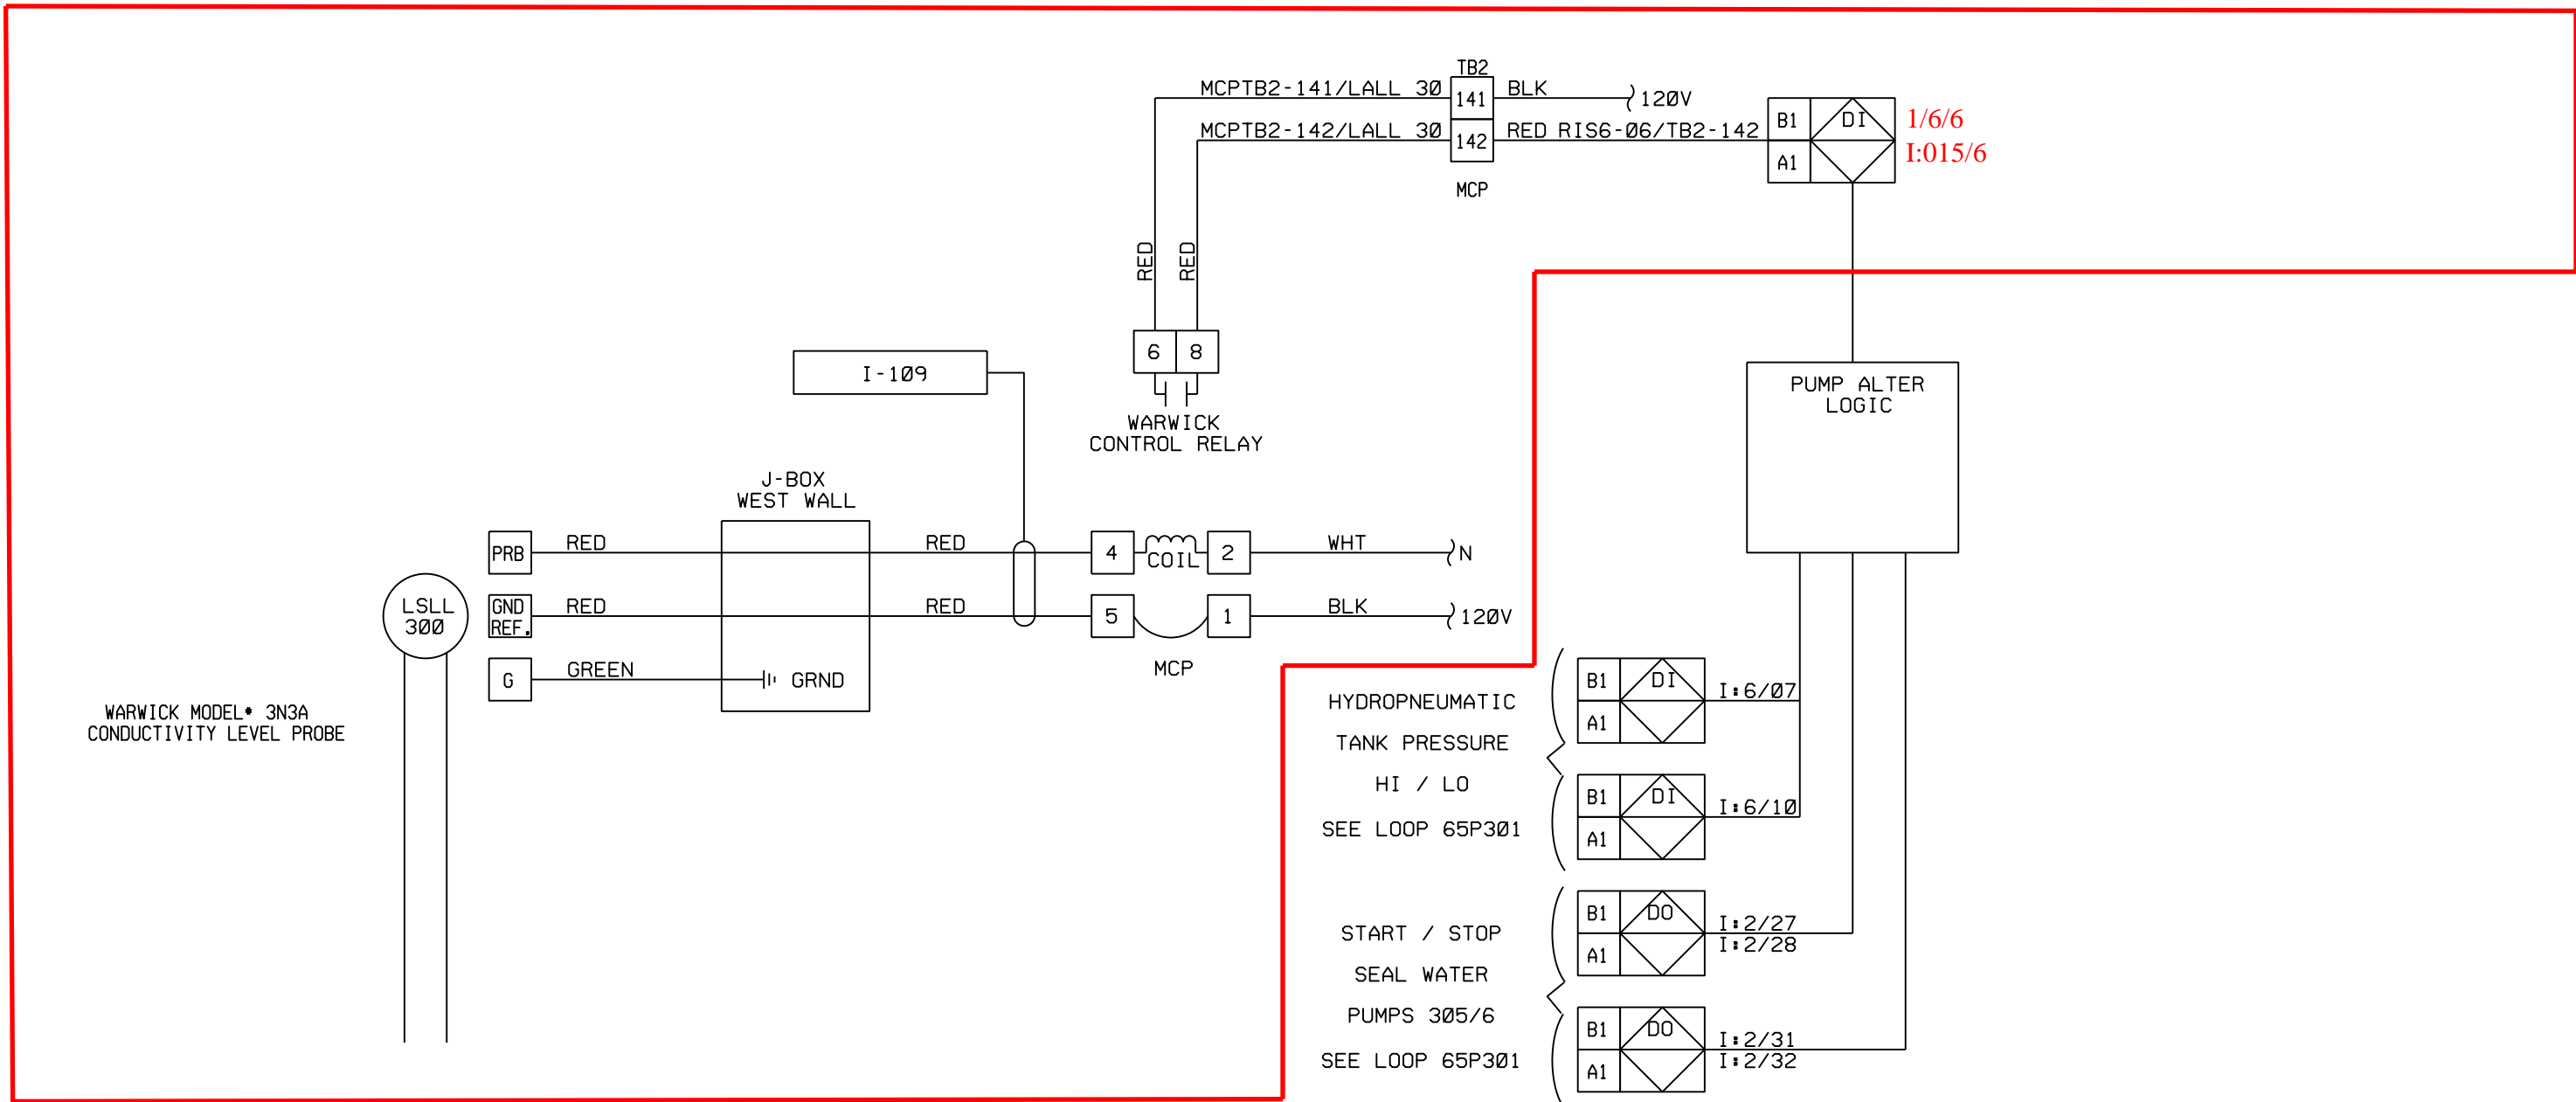 TB2
MCPTB2-141/LALL 30 141 BLK 120V
MCPTB2-142/LALL 30 142 RED RIS6-06/TB2-142
MCP
B1 DI
A1
1/6/6
I:015/6
RED RED
6 8
WARWICK
CONTROL RELAY
I-109
PUMP ALTER
LOGIC
J-BOX
WEST WALL
PRB RED RED 4 COIL 2 WHT N
LSLL
300
GND
REF.
RED RED 5 1 BLK 120V
MCP
G GREEN GRND
WARWICK MODEL* 3N3A
CONDUCTIVITY LEVEL PROBE
HYDROPNEUMATIC
TANK PRESSURE
HI / LO
SEE LOOP 65P301
B1 DI I:6/07
A1
B1 DI I:6/10
A1
START / STOP
SEAL WATER
PUMPS 305/6
SEE LOOP 65P301
B1 DO I:2/27
I:2/28
A1
B1 DO I:2/31
I:2/32
A1